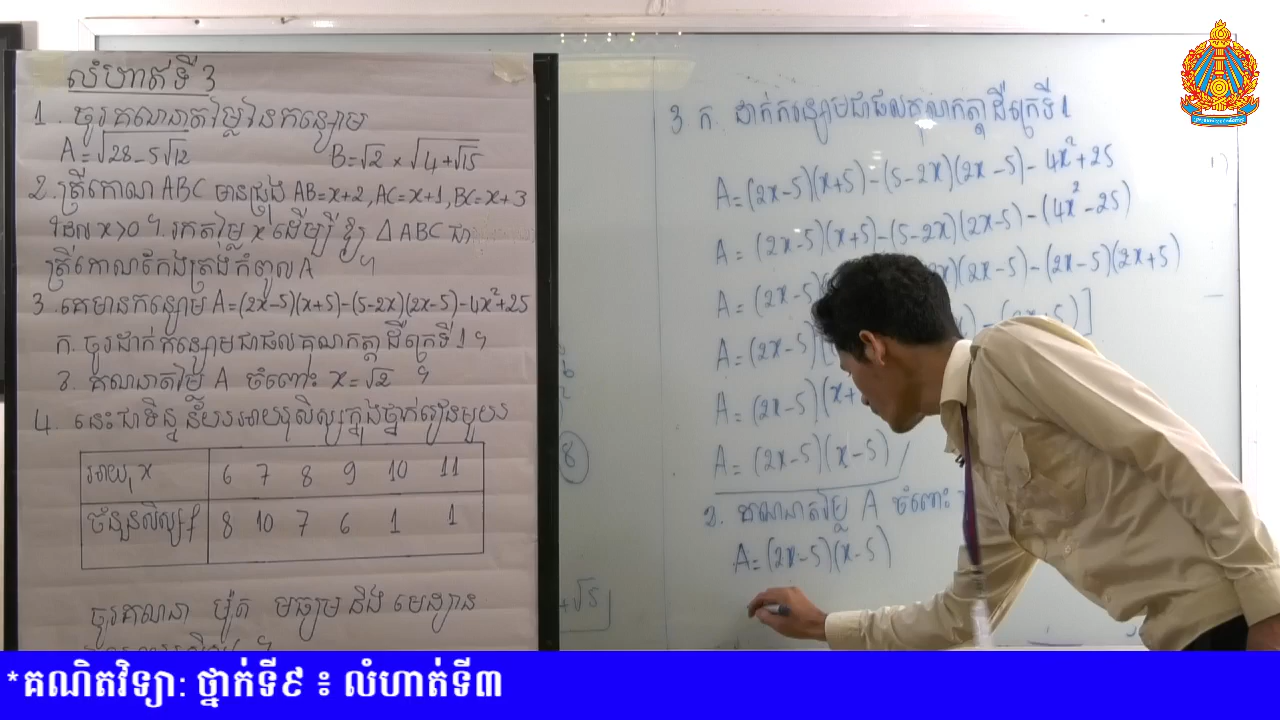 លំហាត់ទី 3
1 . ចូរគណនាតម្លៃនៃកន្សោម
A=√28-5√12 B=√2 × √4+√15
2. ត្រីកោណ ABC មានជ្រុង AB=x+2, AC=x+1, BC=x+3
ដែល x>0 ។ រកតម្លៃ x ដើម្បីឱ្យ Δ ABC ជា
ត្រីកោណកែងត្រង់កំពូល A ។
3 .គេមានកន្សោម A=(2x-5)(x+5)-(5-2x)(2x-5)-4x²+25
ក. ចូរដាក់កន្សោមជាផលគុណកត្តាដឺក្រេទី 1 ។
ខ. គណនាតម្លៃ A ចំពោះ x=√2 ។
4. នេះជាទិន្នន័យអាយុសិស្សក្នុងថ្នាក់រៀនមួយ៖
អាយុ x 6 7 8 9 10 11
ចំនួនសិស្ស f 8 10 7 6 1 1
ចូរគណនា ម៉ូត មធ្យម និង មេដ្យាន
3. ក. ដាក់កន្សោមជាផលគុណកត្តាដឺក្រេទី 1
A=(2x-5)(x+5)-(5-2x)(2x-5)-4x²+25
A=(2x-5)(x+5)-(5-2x)(2x-5)-(4x²-25)
A=(2x-5) )(2x-5)-(2x-5)(2x+5)
A=(2x-5)
A=(2x-5)(x+
A=(2x-5)(x-5)
ខ. គណនាតម្លៃ A ចំពោះ
A=(2x-5)(x-5)
8
+√5
*គណិតវិទ្យា: ថ្នាក់ទី៩ ៖ លំហាត់ទី៣